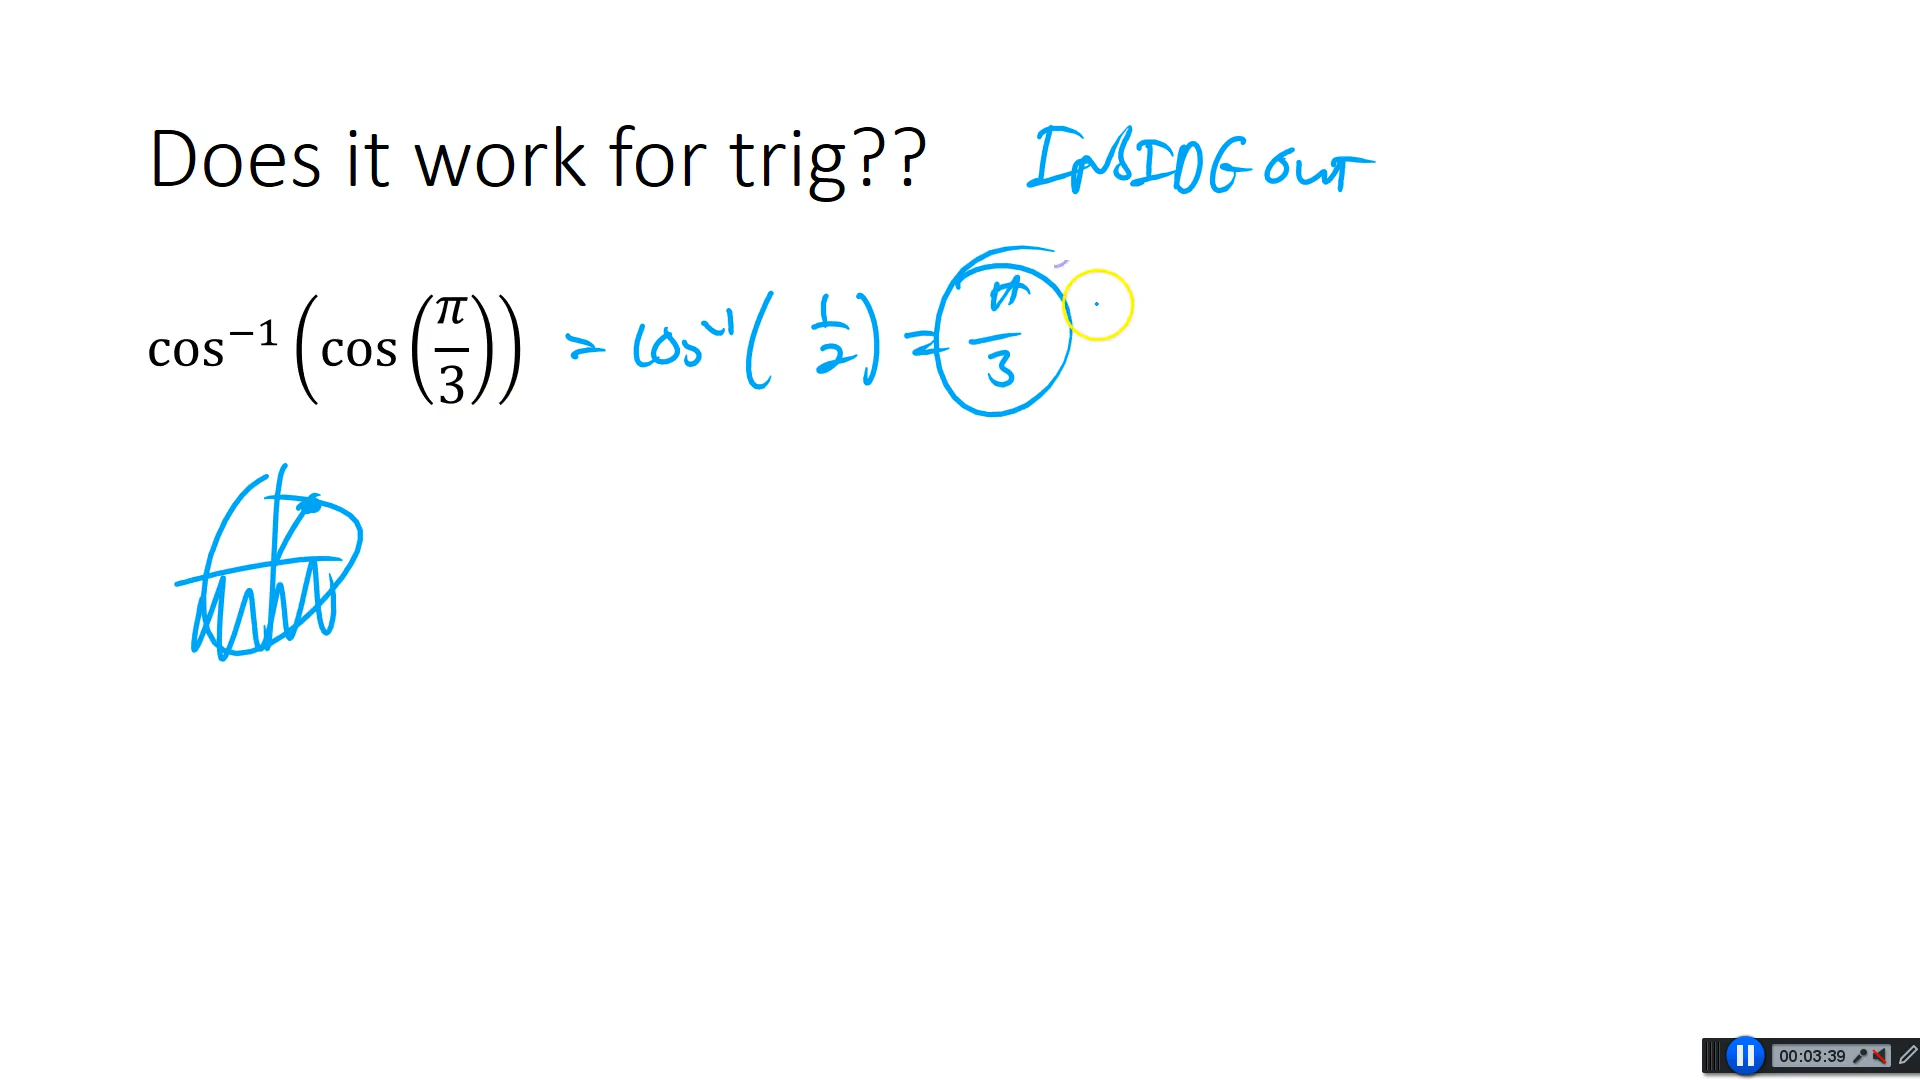 Does it work for trig?? INSIDE out
cos⁻¹(cos(π/3)) = cos⁻¹(1/2) = π/3
00:03:39